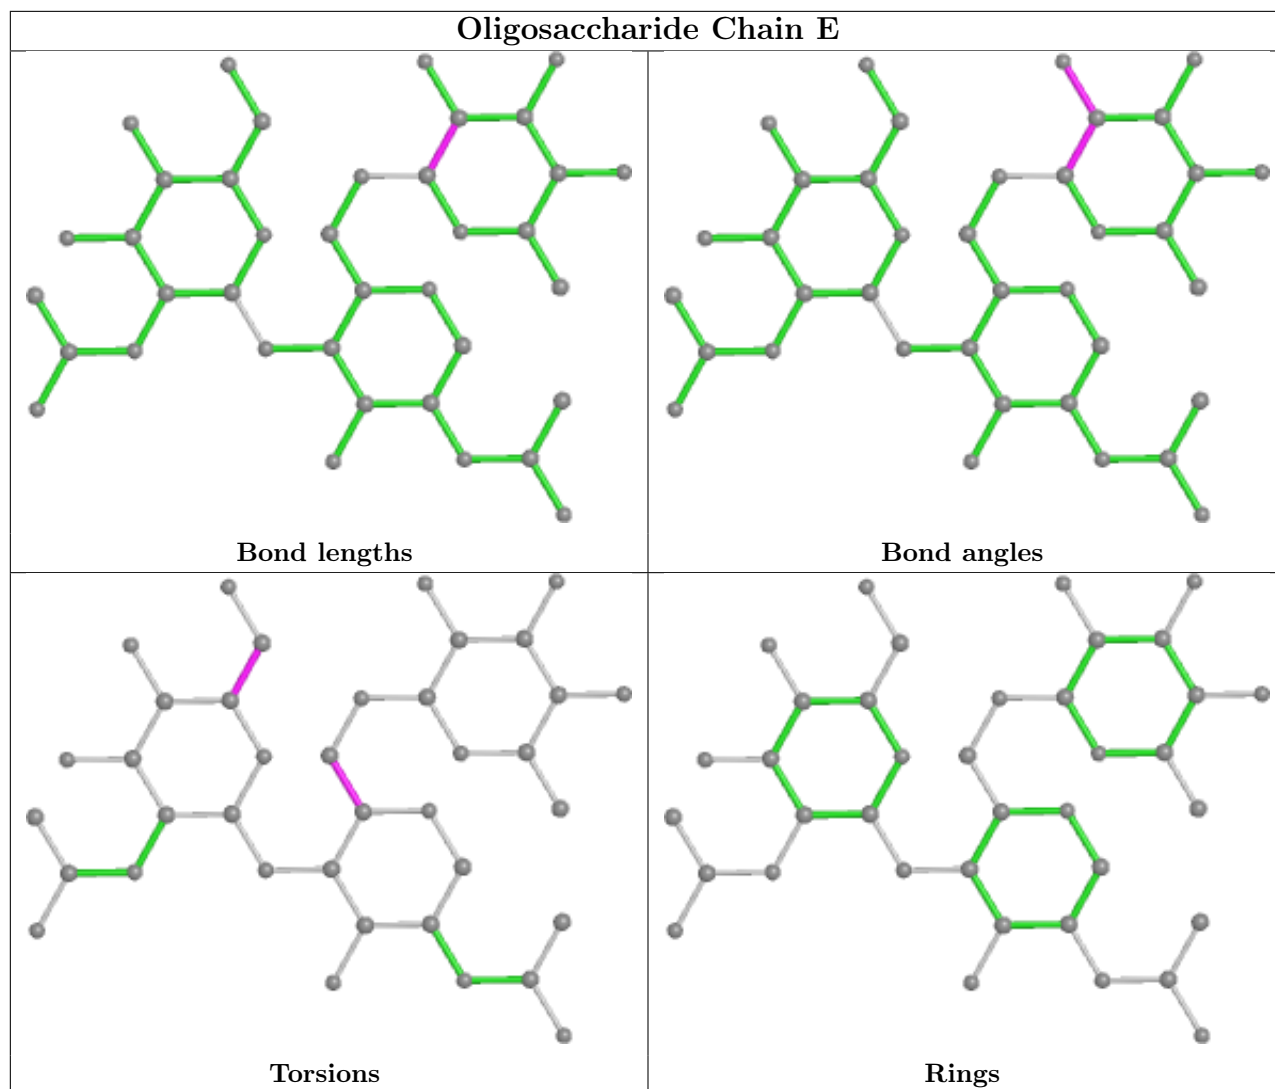 Oligosaccharide Chain E
Bond lengths
Bond angles
Torsions
Rings